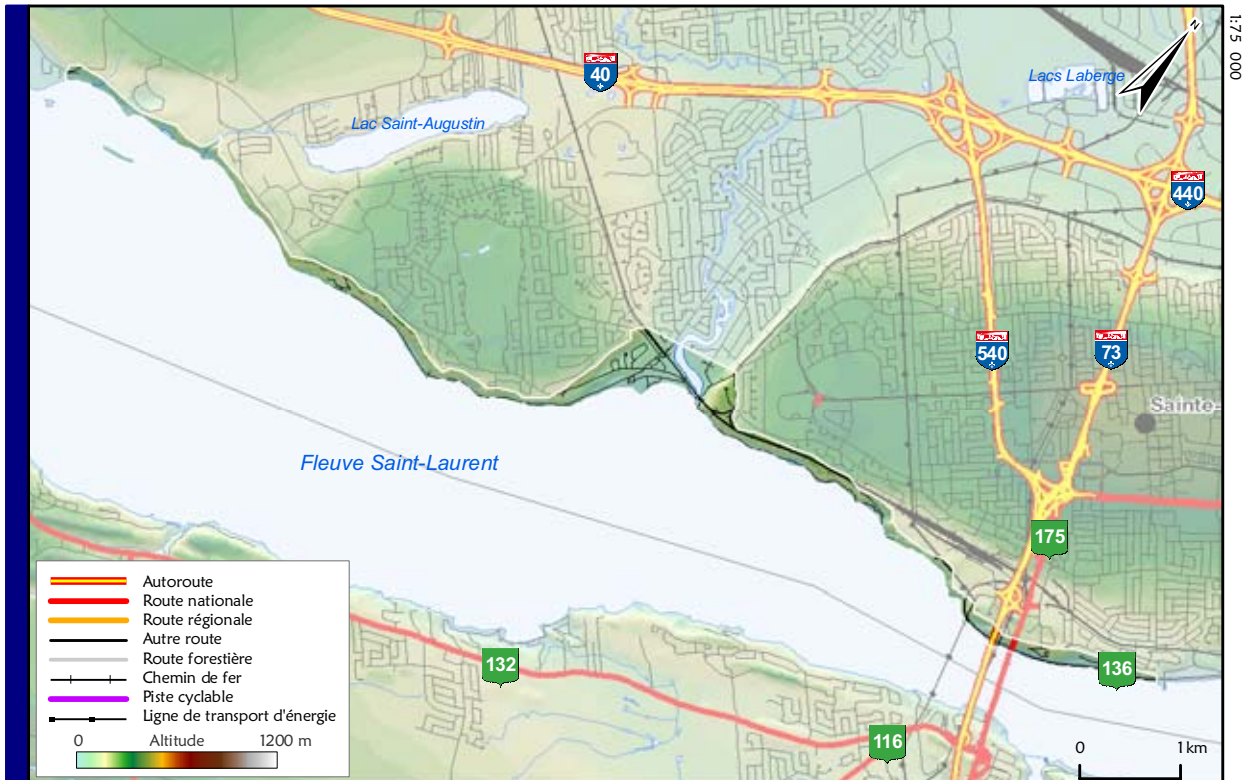 1:75 000
N
Lacs Laberge
40
Lac Saint-Augustin
440
540
73
Sainte-
Fleuve Saint-Laurent
175
132
136
116
Autoroute
Route nationale
Route régionale
Autre route
Route forestière
Chemin de fer
Piste cyclable
Ligne de transport d'énergie
0 Altitude 1200 m
0 1 km